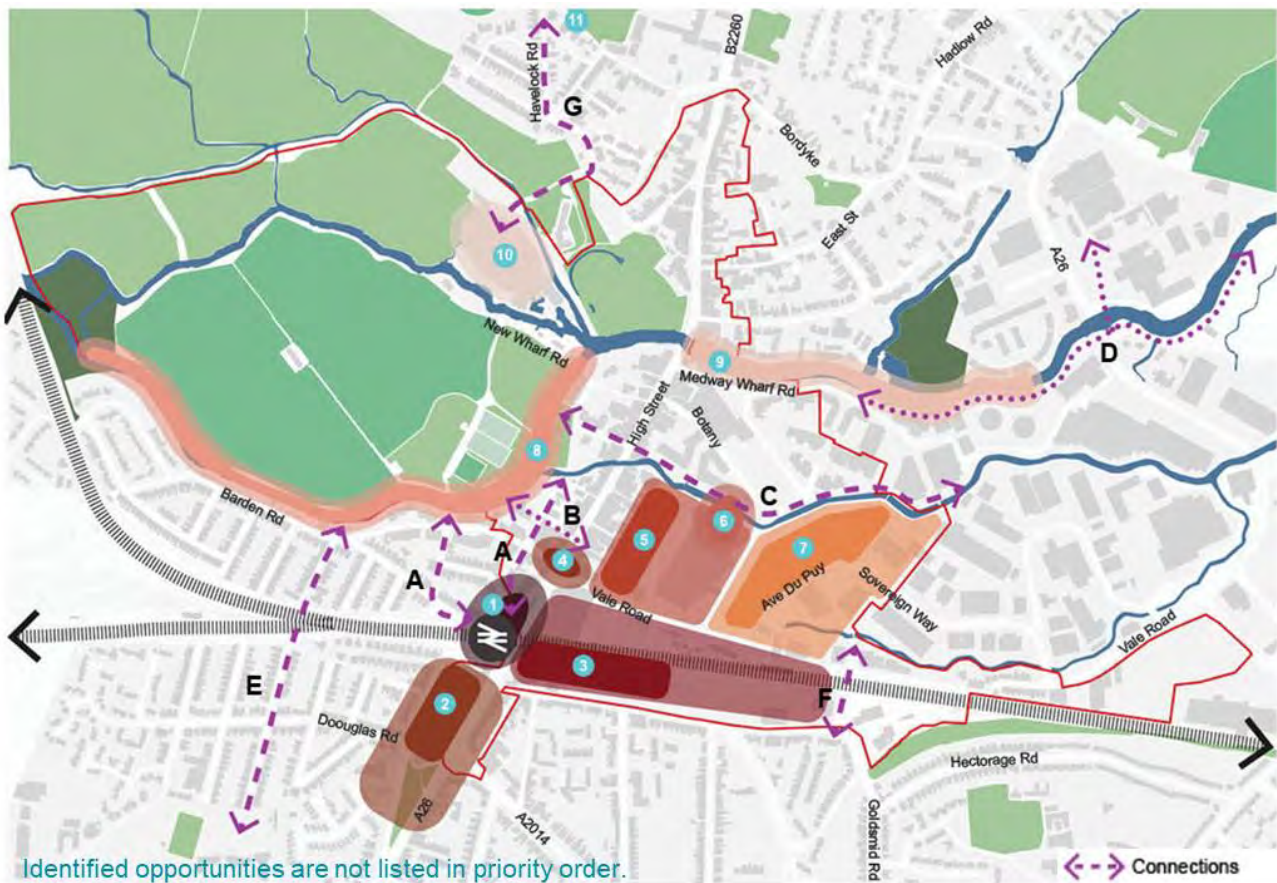 11
B2260
Hadlow Rd
Havelock Rd
G
Bordyke
East St
A26
10
New Wharf Rd
9
Medway Wharf Rd
D
High Street
Botany
8
C
Barden Rd
B
A
A
6
5
7
4
Ave Du Puy
Sovereign Way
1
Vale Road
Vale Road
3
E
F
2
Doouglas Rd
Hectorage Rd
A26
A2014
Goldsmid Rd
Identified opportunities are not listed in priority order.
Connections